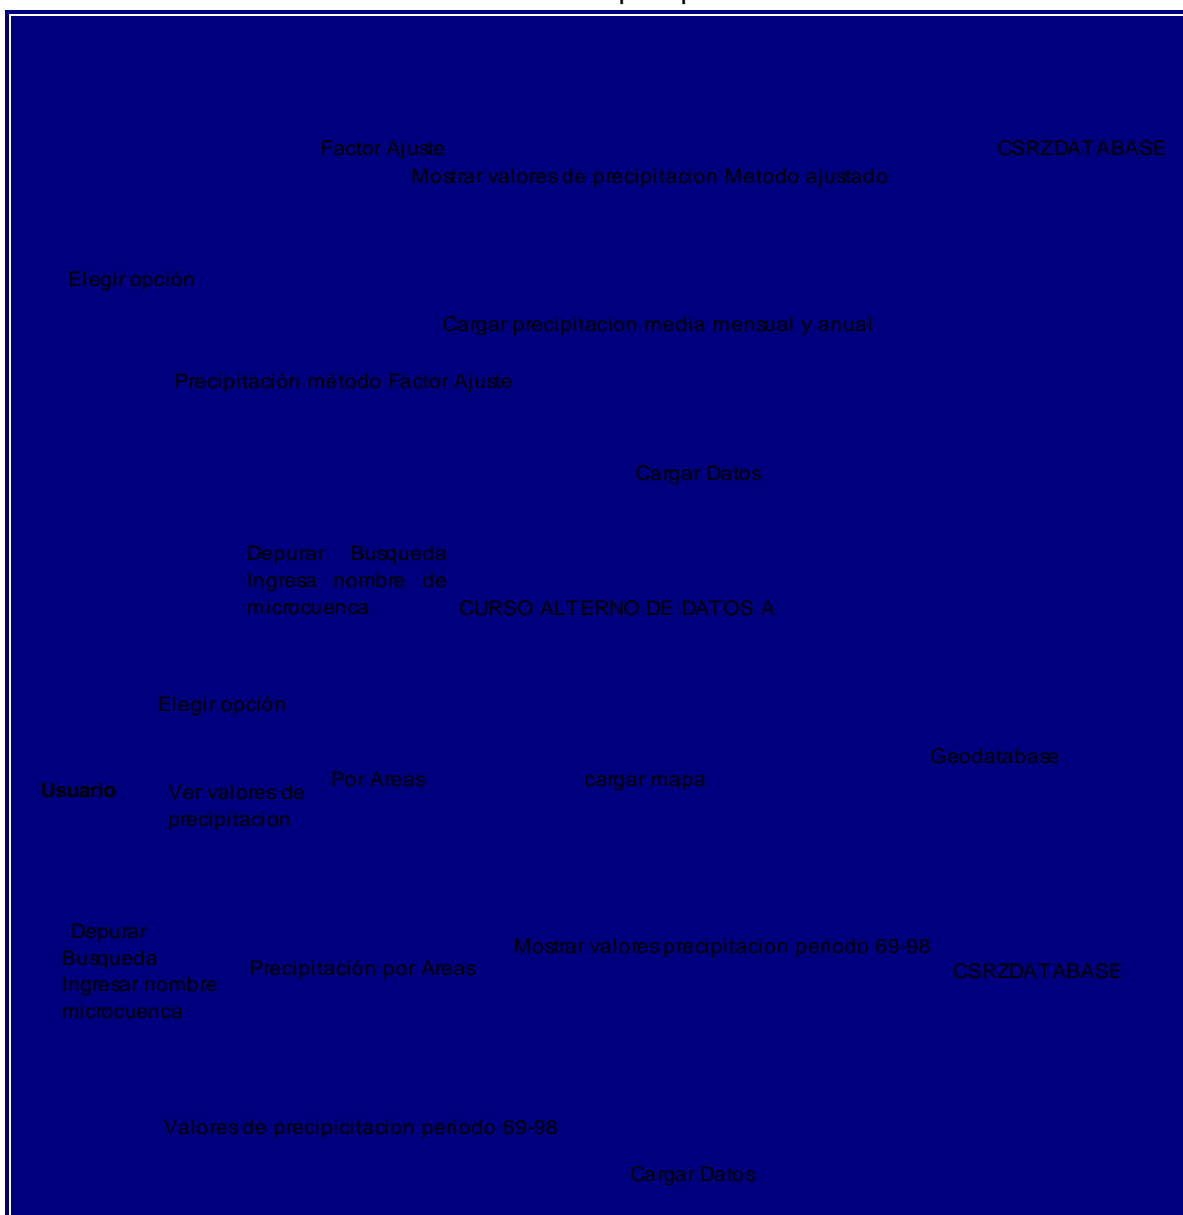 Factor Ajuste
CSRZDATABASE
Mostrar valores de precipitacion Metodo ajustado
Elegir opción
Cargar precipitacion media mensual y anual
Precipitación método Factor Ajuste
Cargar Datos
Depurar Busqueda
Ingresa nombre de
microcuenca
CURSO ALTERNO DE DATOS A
Elegir opción
Geodatabase
Usuario
Ver valores de
precipitacion
Por Areas
cargar mapa
Depurar
Busqueda
Ingresar nombre
microcuenca
Precipitación por Areas
Mostrar valores precipitacion periodo 69-98
CSRZDATABASE
Valores de precipicitacion periodo 69-98
Cargar Datos